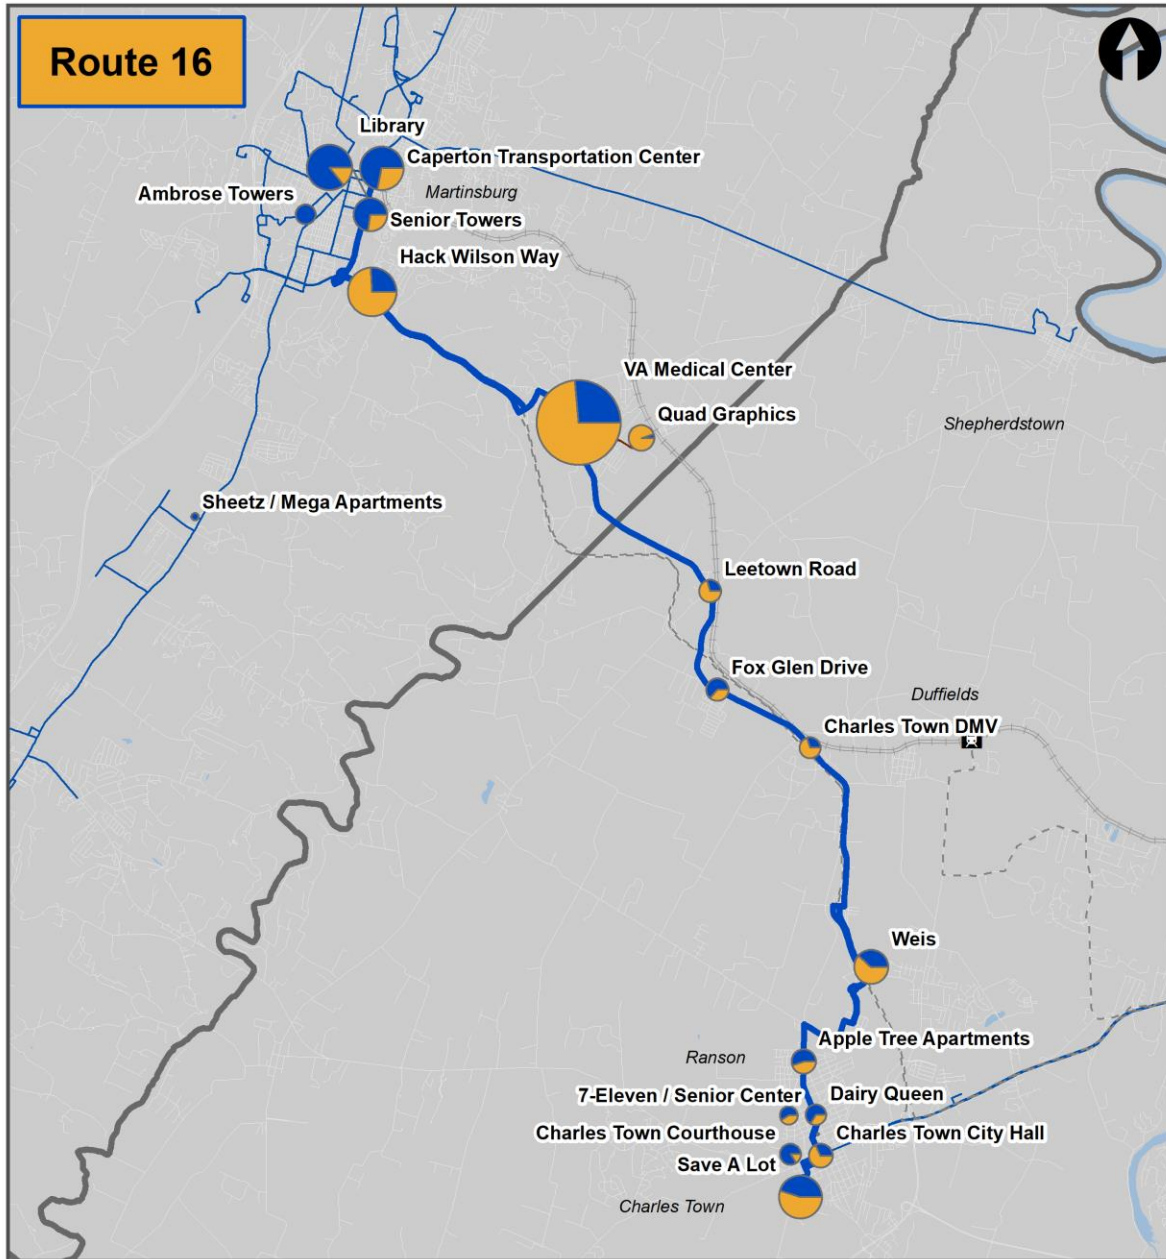 Route 16
Library
Caperton Transportation Center
Ambrose Towers
Martinsburg
Senior Towers
Hack Wilson Way
VA Medical Center
Quad Graphics
Shepherdstown
Sheetz / Mega Apartments
Leetown Road
Fox Glen Drive
Duffields
Charles Town DMV
Weis
Apple Tree Apartments
Ranson
7-Eleven / Senior Center
Dairy Queen
Charles Town Courthouse
Charles Town City Hall
Save A Lot
Charles Town